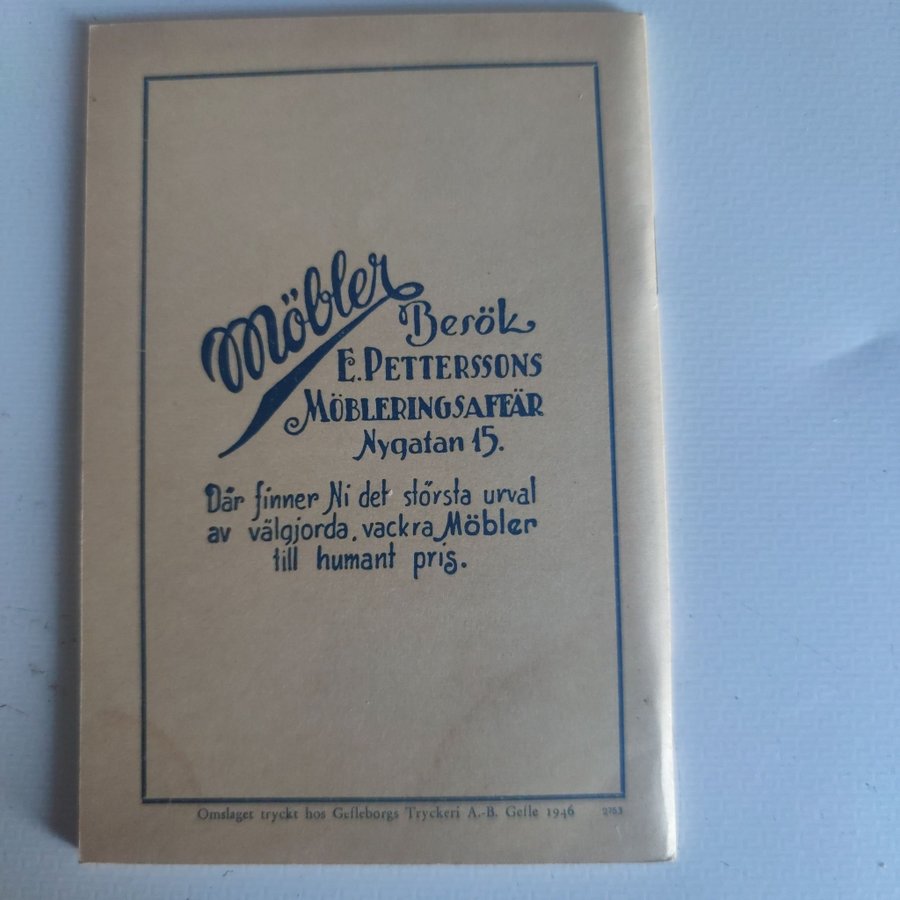 Möbler
Besök
E. PETTERSSONS
MÖBLERINGSAFFÄR
Nygatan 15.
Där finner Ni det största urval
av välgjorda, vackra Möbler
till humant pris.
Omslaget tryckt hos Gefleborgs Tryckeri A.-B. Gefle 1946 2763